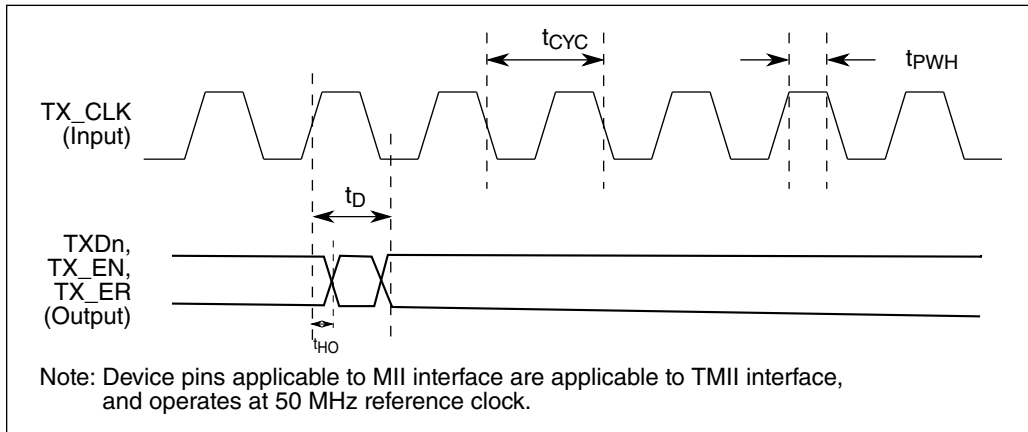 tCYC
tPWH
TX_CLK
(Input)
tD
TXDn,
TX_EN,
TX_ER
(Output)
tHO
Note: Device pins applicable to MII interface are applicable to TMII interface,
and operates at 50 MHz reference clock.